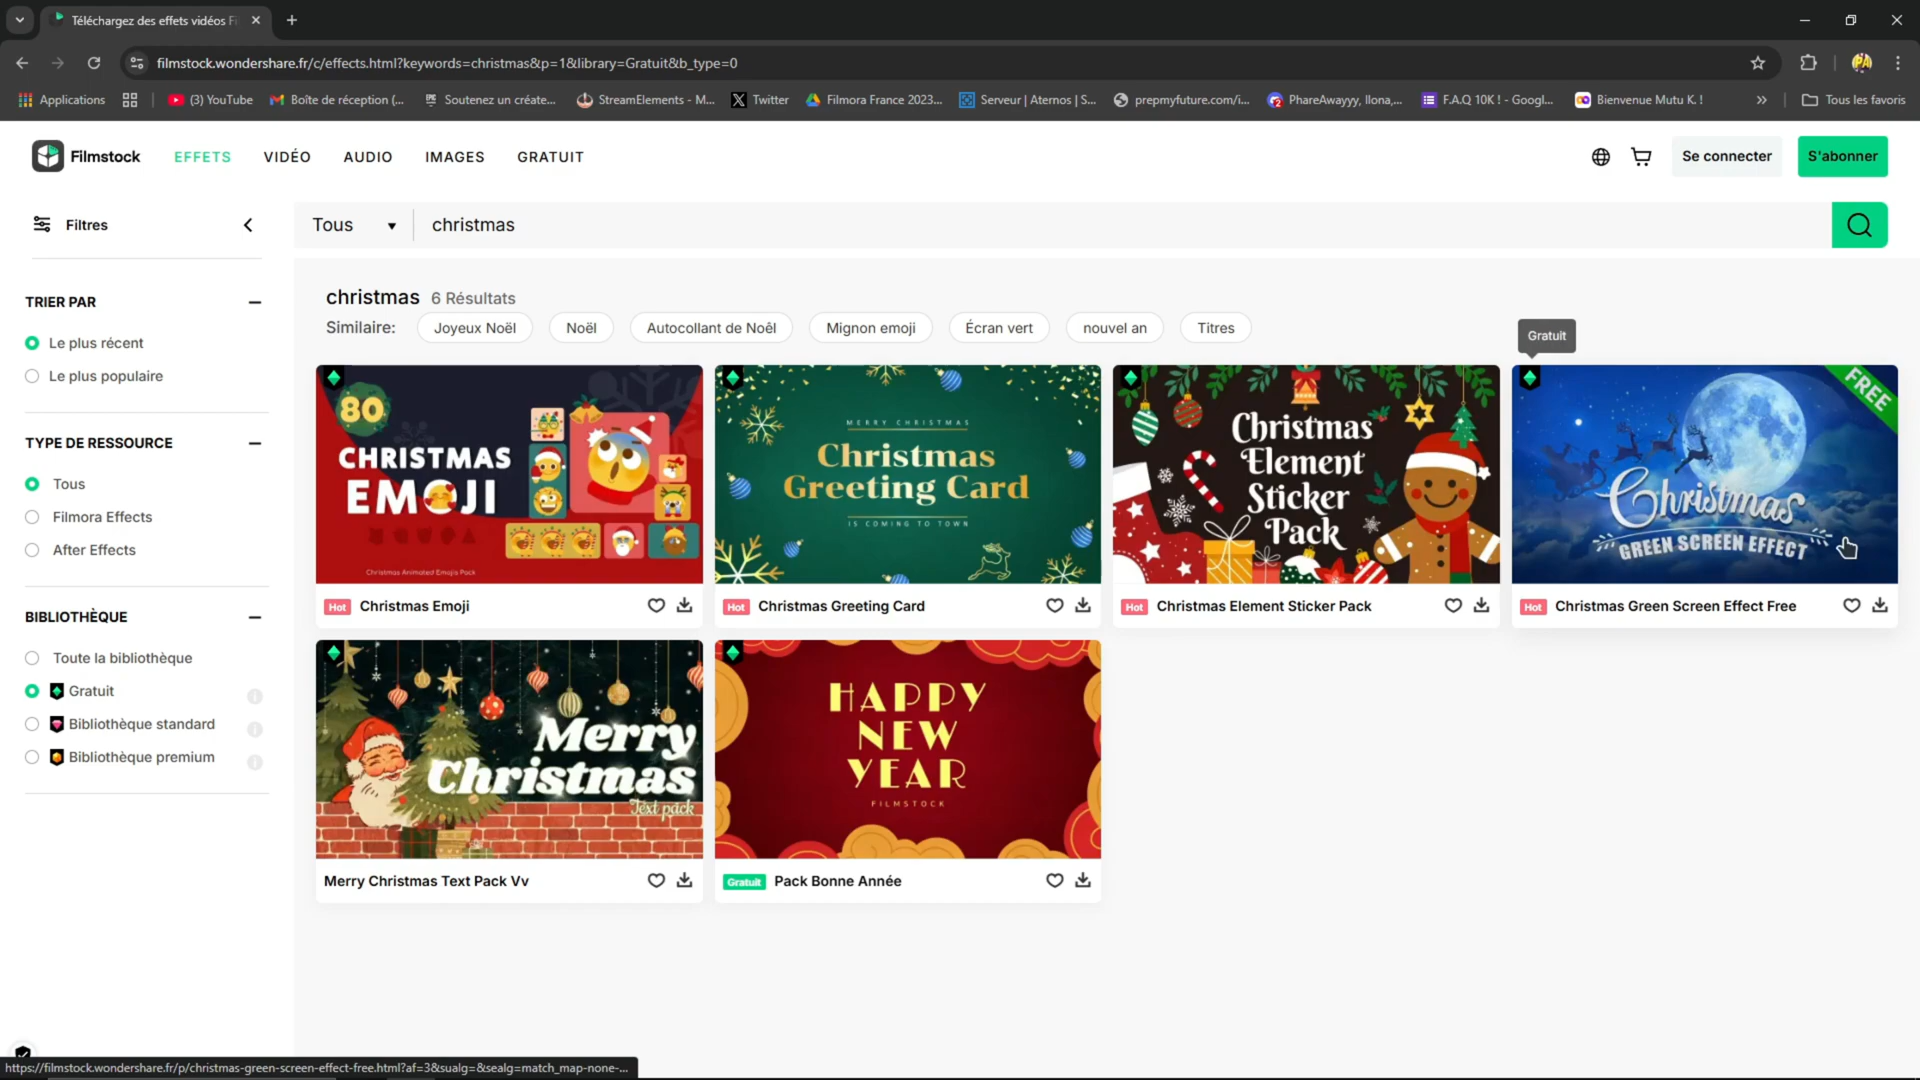 Téléchargez des effets vidéos Fi
filmstock.wondershare.fr/c/effects.html?keywords=christmas&p=1&library=Gratuit&b_type=0
Applications
(3) YouTube
Boîte de réception (...
Soutenez un créate...
StreamElements - M...
Twitter
Filmora France 2023...
Serveur | Aternos | S...
prepmyfuture.com/i...
PhareAwayyy, Ilona,...
F.A.Q 10K ! - Googl...
Bienvenue Mutu K. !
Tous les favoris
Filmstock
EFFETS
VIDÉO
AUDIO
IMAGES
GRATUIT
Se connecter
S'abonner
Filtres
Tous
christmas
TRIER PAR
Le plus récent
Le plus populaire
TYPE DE RESSOURCE
Tous
Filmora Effects
After Effects
BIBLIOTHÈQUE
Toute la bibliothèque
Gratuit
Bibliothèque standard
Bibliothèque premium
christmas 6 Résultats
Similaire:
Joyeux Noël
Noël
Autocollant de Noêl
Mignon emoji
Écran vert
nouvel an
Titres
Gratuit
80
CHRISTMAS
EMOJI
Christmas Animated Emojis Pack
Hot Christmas Emoji
MERRY CHRISTMAS
Christmas
Greeting Card
IS COMING TO TOWN
Hot Christmas Greeting Card
Christmas
Element
Sticker
Pack
Hot Christmas Element Sticker Pack
FREE
Christmas
GREEN SCREEN EFFECT
Hot Christmas Green Screen Effect Free
Merry
Christmas
Text pack
Merry Christmas Text Pack Vv
HAPPY
NEW
YEAR
FILMSTOCK
Gratuit Pack Bonne Année
https://filmstock.wondershare.fr/p/christmas-green-screen-effect-free.html?af=3&sualg=&sealg=match_map-none-...